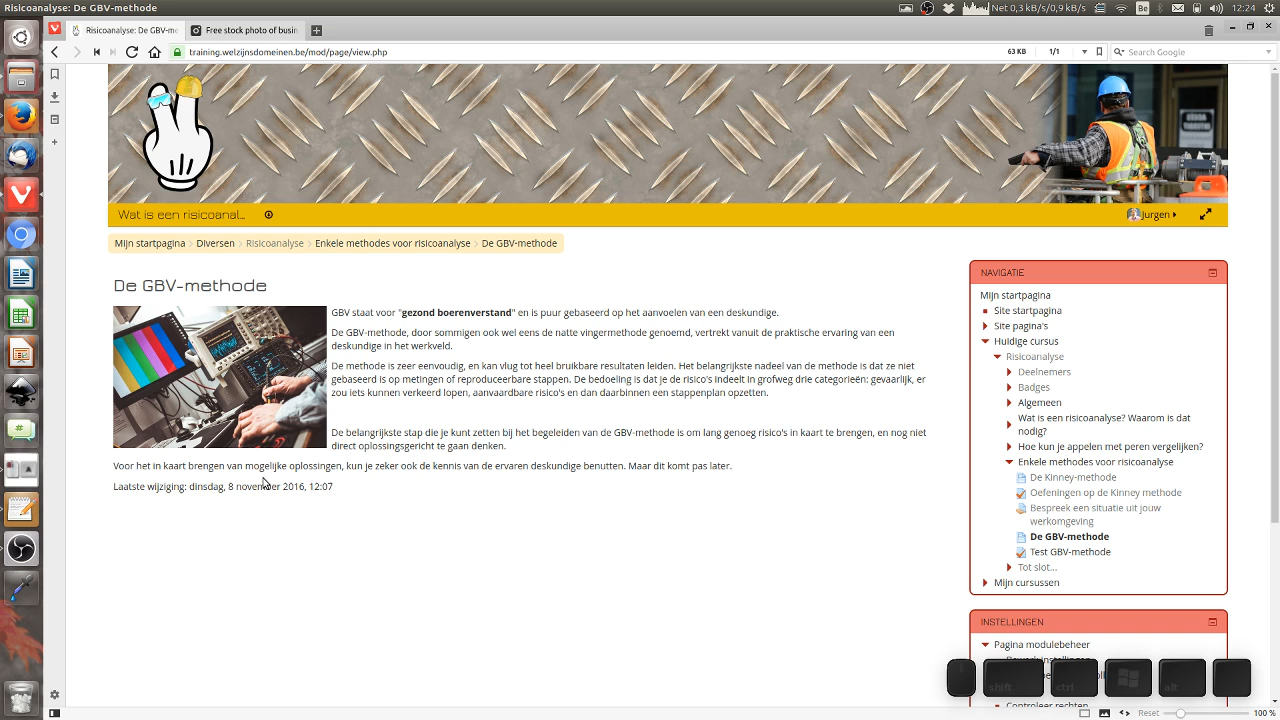 Risicoanalyse: De GBV-methode
Net 0,3 kB/s/0,9 kB/s
Be
12:24
Risicoanalyse: De GBV-me
Free stock photo of busin
training.welzijnsdomeinen.be/mod/page/view.php
63 KB
1/1
Search Google
Wat is een risicoanal...
Jurgen
Mijn startpagina
Diversen
Risicoanalyse
Enkele methodes voor risicoanalyse
De GBV-methode
De GBV-methode
GBV staat voor "gezond boerenverstand" en is puur gebaseerd op het aanvoelen van een deskundige.
De GBV-methode, door sommigen ook wel eens de natte vingermethode genoemd, vertrekt vanuit de praktische ervaring van een
deskundige in het werkveld.
De methode is zeer eenvoudig, en kan vlug tot heel bruikbare resultaten leiden. Het belangrijkste nadeel van de methode is dat ze niet
gebaseerd is op metingen of reproduceerbare stappen. De bedoeling is dat je de risico's indeelt in grofweg drie categorieën: gevaarlijk, er
zou iets kunnen verkeerd lopen, aanvaardbare risico's en dan daarbinnen een stappenplan opzetten.
De belangrijkste stap die je kunt zetten bij het begeleiden van de GBV-methode is om lang genoeg risico's in kaart te brengen, en nog niet
direct oplossingsgericht te gaan denken.
Voor het in kaart brengen van mogelijke oplossingen, kun je zeker ook de kennis van de ervaren deskundige benutten. Maar dit komt pas later.
Laatste wijziging: dinsdag, 8 november 2016, 12:07
NAVIGATIE
Mijn startpagina
Site startpagina
Site pagina's
Huidige cursus
Risicoanalyse
Deelnemers
Badges
Algemeen
Wat is een risicoanalyse? Waarom is dat
nodig?
Hoe kun je appelen met peren vergelijken?
Enkele methodes voor risicoanalyse
De Kinney-methode
Oefeningen op de Kinney methode
Bespreek een situatie uit jouw
werkomgeving
De GBV-methode
Test GBV-methode
Tot slot...
Mijn cursussen
INSTELLINGEN
Pagina modulebeheer
shift
ctrl
alt
Controleer rechten
Reset
100 %